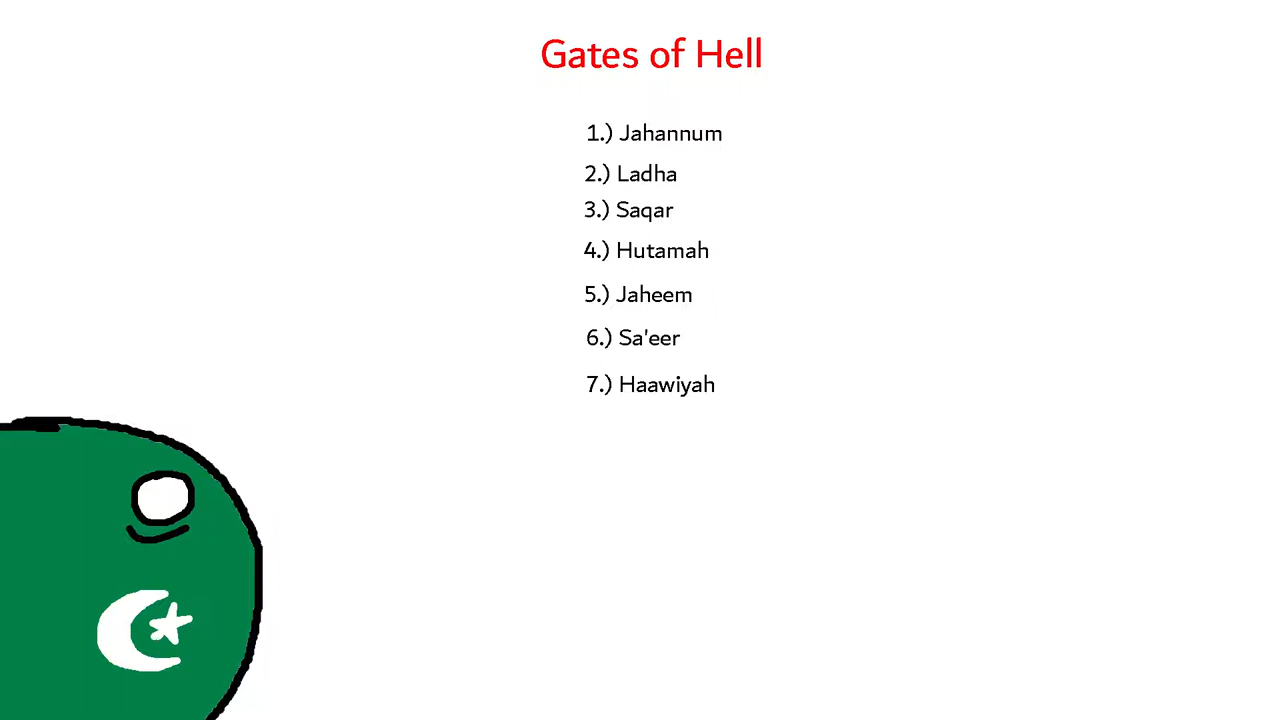 Gates of Hell
1.) Jahannum
2.) Ladha
3.) Saqar
4.) Hutamah
5.) Jaheem
6.) Sa'eer
7.) Haawiyah